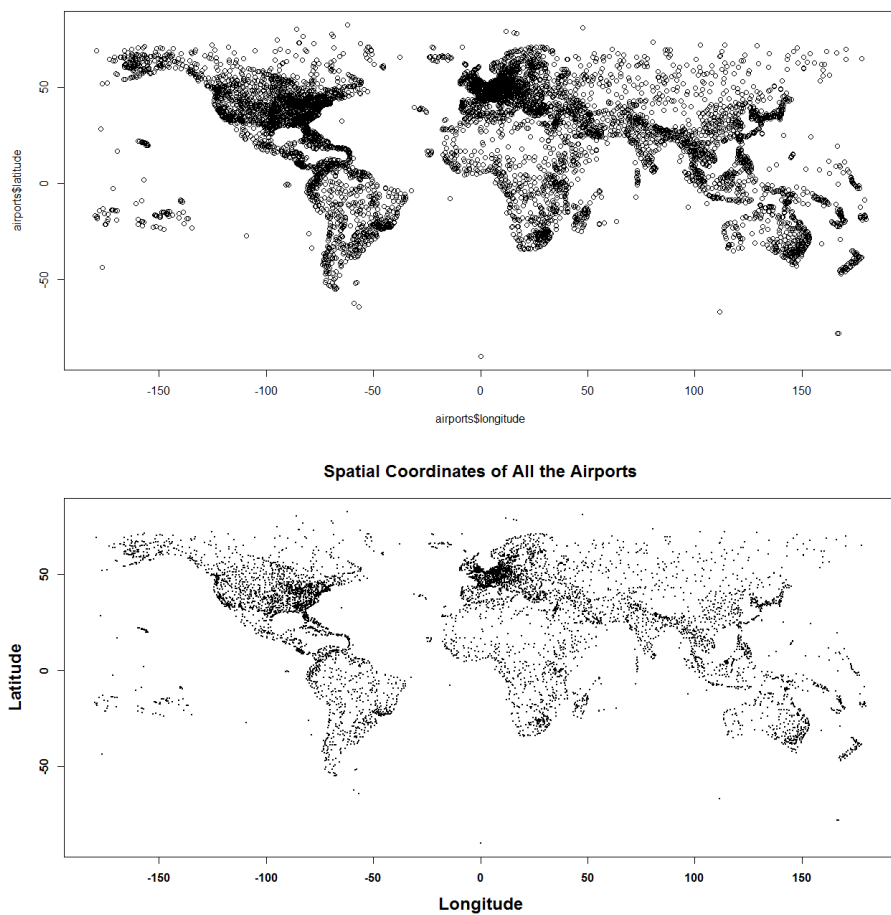 50
0
-50
airports$latitude
-150 -100 -50 0 50 100 150
airports$longitude
Spatial Coordinates of All the Airports
50
0
-50
Latitude
-150 -100 -50 0 50 100 150
Longitude